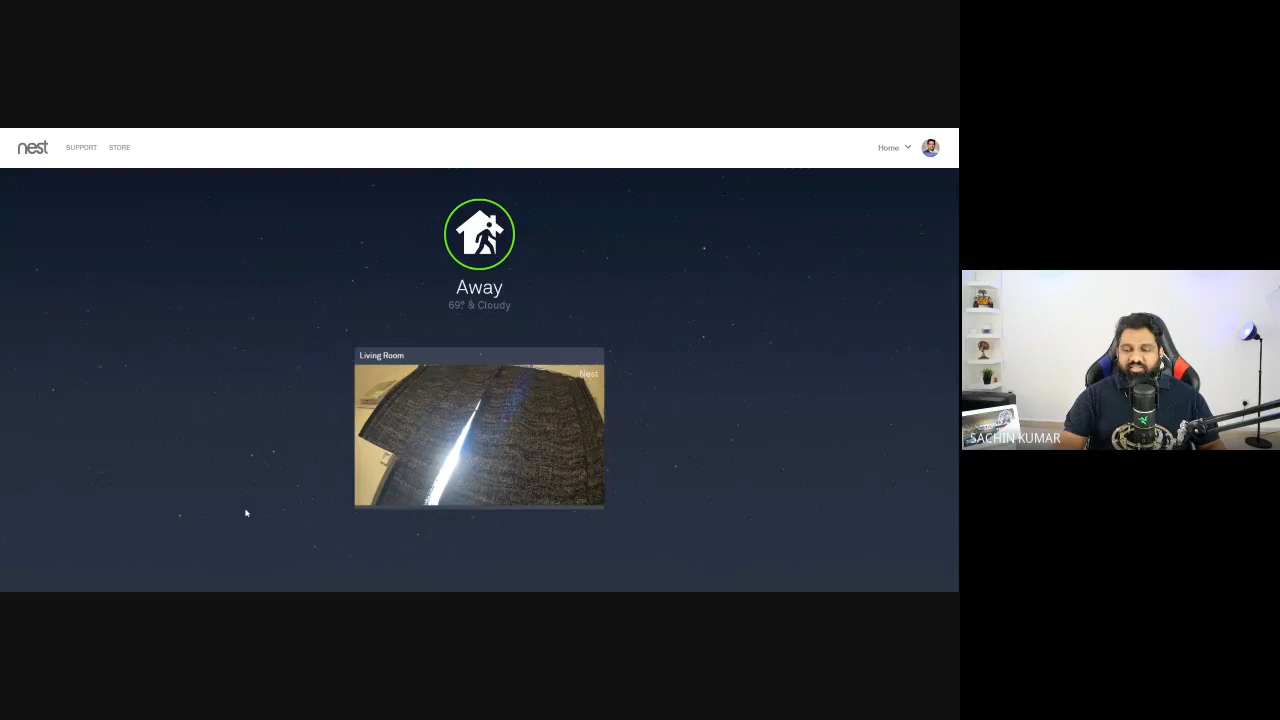 nest SUPPORT STORE Home
Away
69° & Cloudy
Living Room
Nest
SACHIN KUMAR